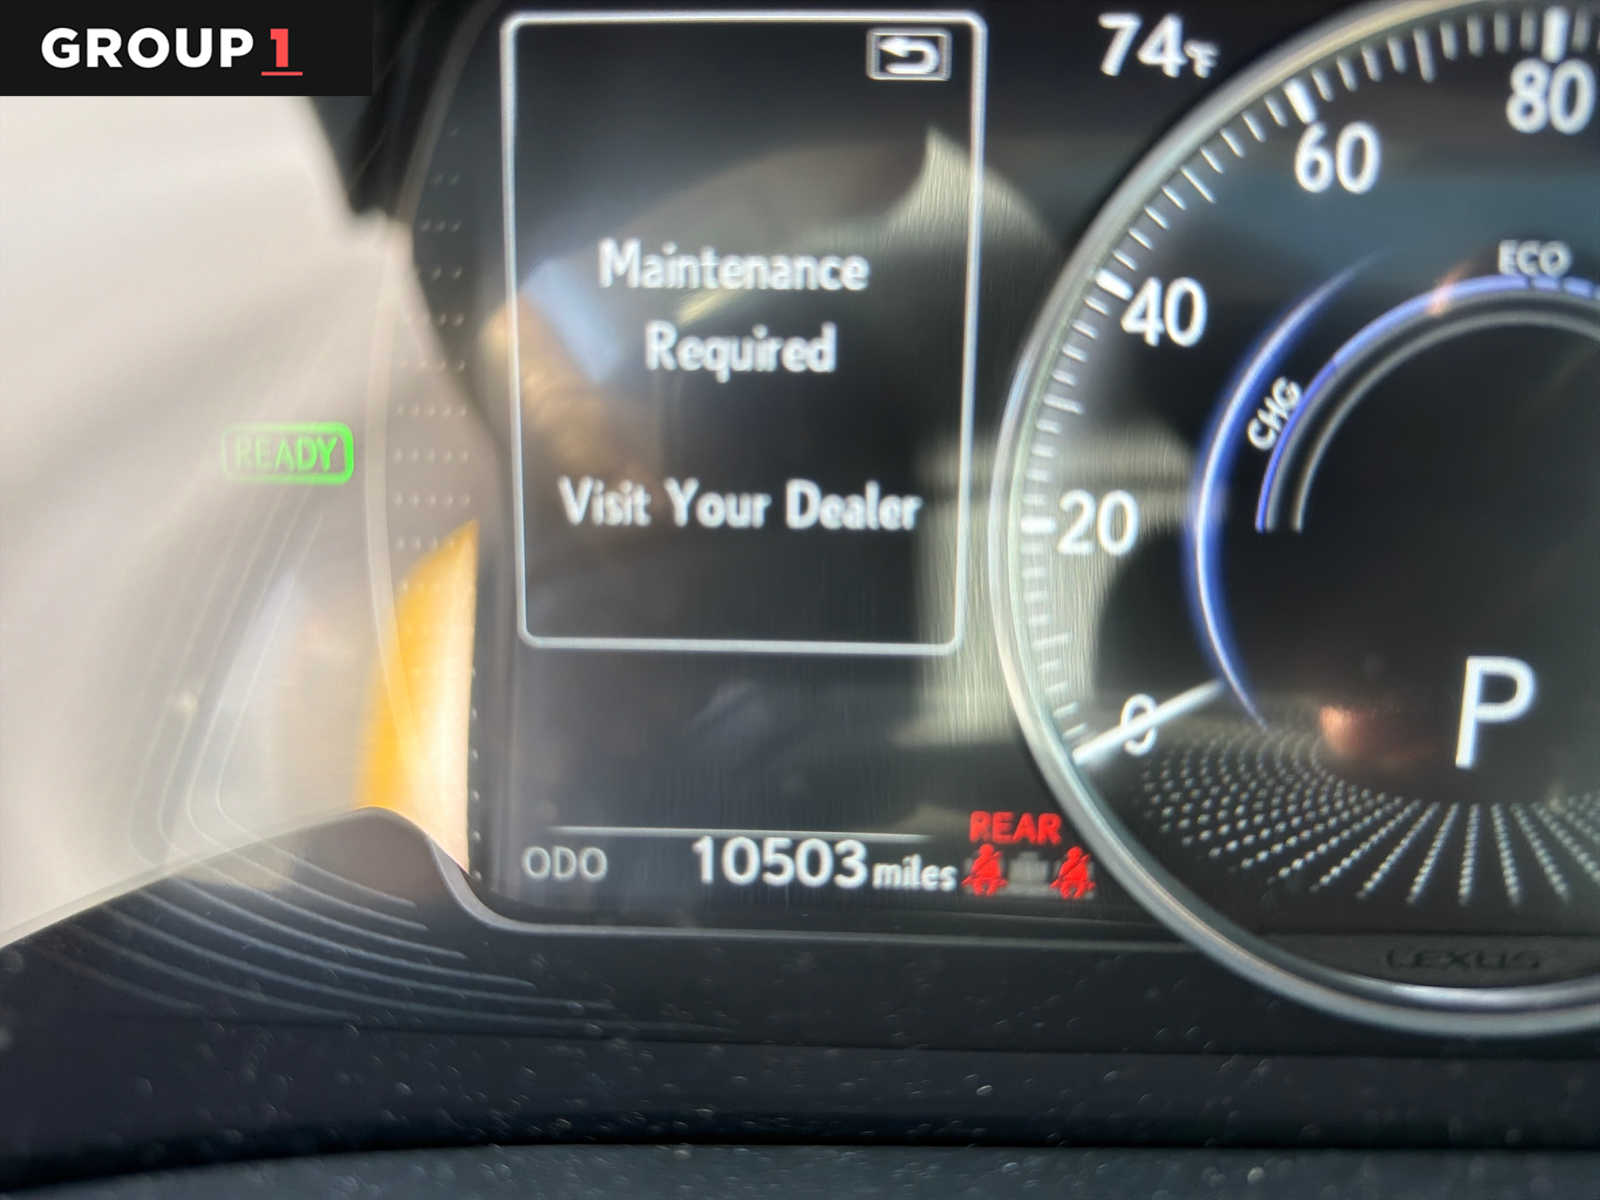 GROUP 1
74°F
Maintenance
Required
Visit Your Dealer
READY
80
60
40
20
0
ECO
CHG
P
REAR
ODO 10503 miles
LEXUS